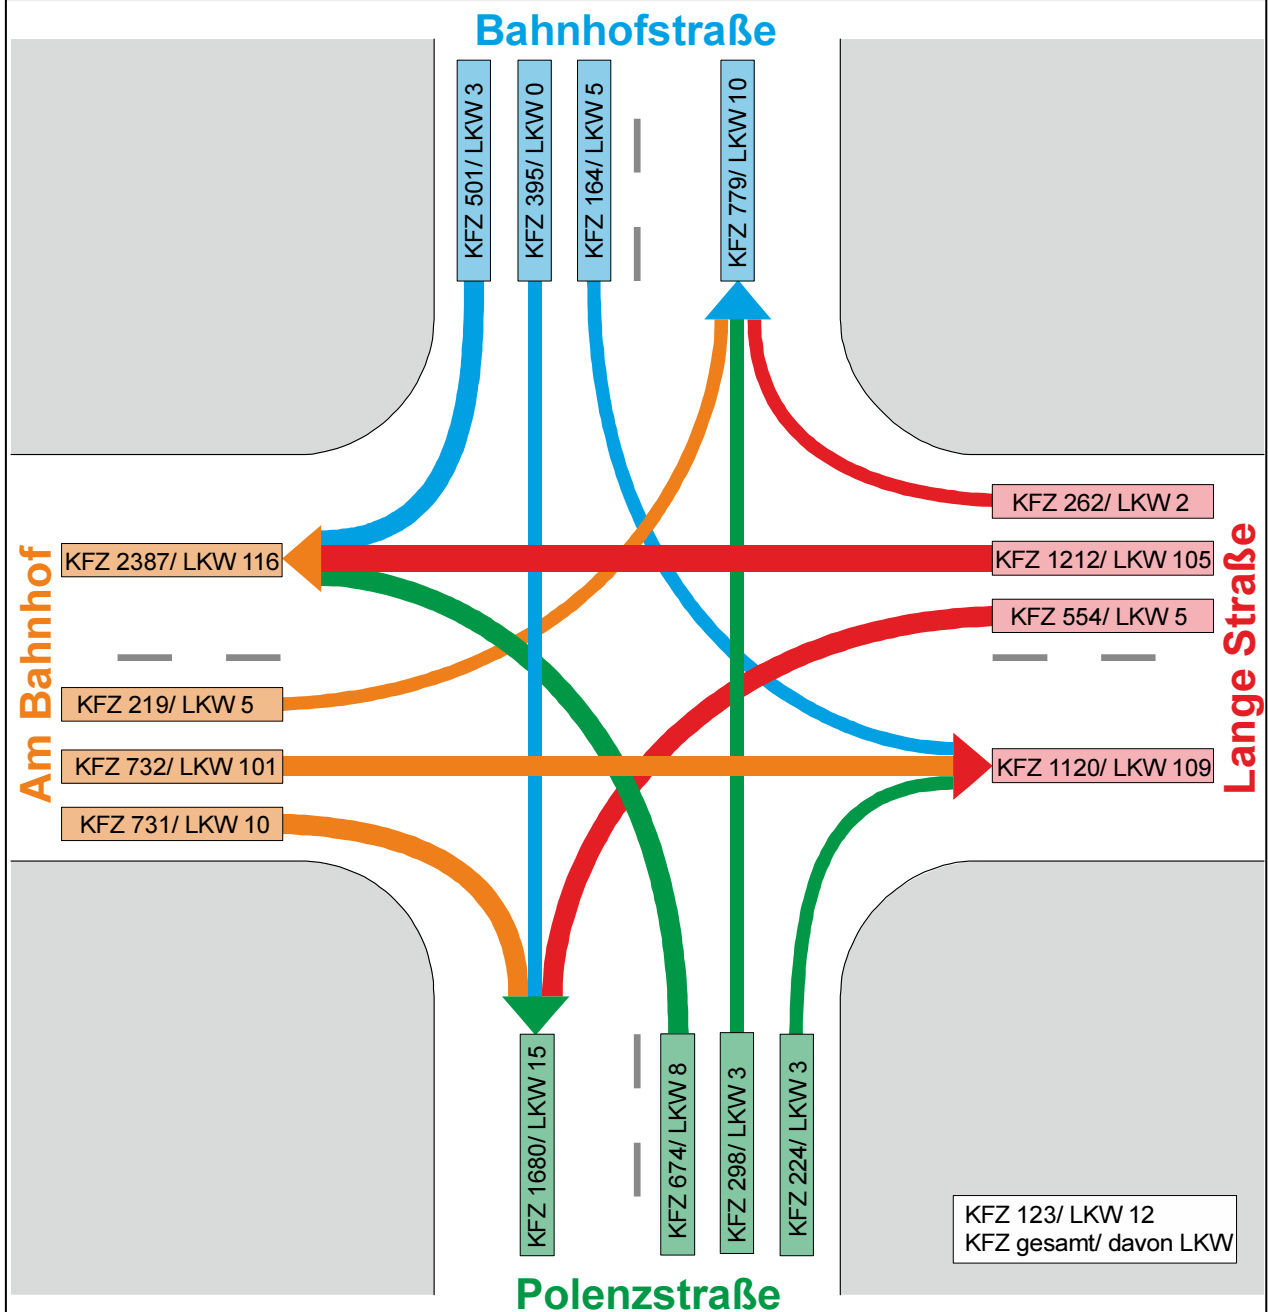 Bahnhofstraße
KFZ 501/ LKW 3
KFZ 395/ LKW 0
KFZ 164/ LKW 5
KFZ 779/ LKW 10
Am Bahnhof
KFZ 2387/ LKW 116
KFZ 219/ LKW 5
KFZ 732/ LKW 101
KFZ 731/ LKW 10
KFZ 262/ LKW 2
KFZ 1212/ LKW 105
KFZ 554/ LKW 5
KFZ 1120/ LKW 109
Lange Straße
KFZ 1680/ LKW 15
KFZ 674/ LKW 8
KFZ 298/ LKW 3
KFZ 224/ LKW 3
Polenzstraße
KFZ 123/ LKW 12
KFZ gesamt/ davon LKW